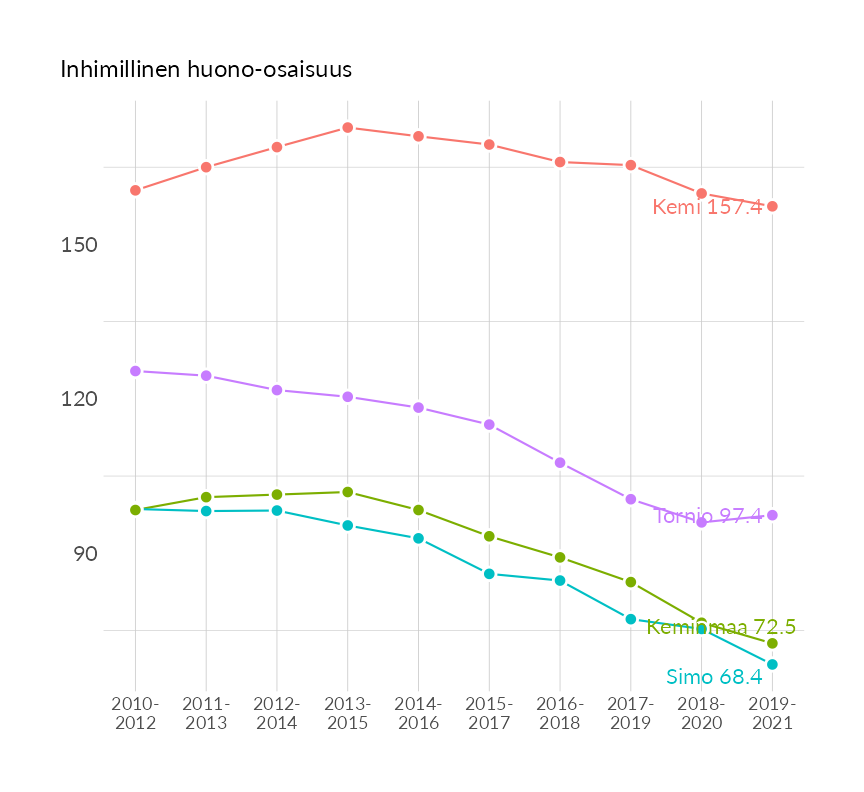 Inhimillinen huono-osaisuus
150
120
90
Kemi 157.4
Tornio 97.4
Keminmaa 72.5
Simo 68.4
2010- 2011- 2012- 2013- 2014- 2015- 2016- 2017- 2018- 2019-
2012 2013 2014 2015 2016 2017 2018 2019 2020 2021